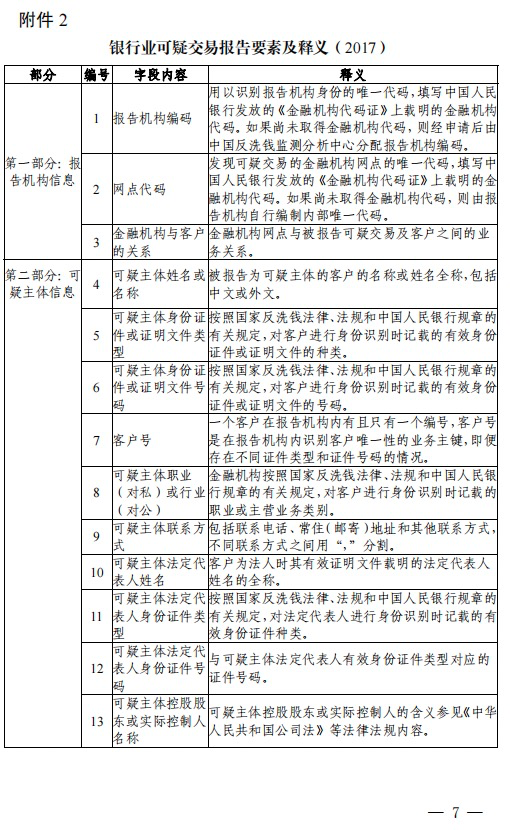 附件 2
银行业可疑交易报告要素及释义（2017）
部分 编号 字段内容 释义
第一部分：报
告机构信息
1 报告机构编码
用以识别报告机构身份的唯一代码，填写中国人民
银行发放的《金融机构代码证》上载明的金融机构
代码。如果尚未取得金融机构代码，则经申请后由
中国反洗钱监测分析中心分配报告机构编码。
2 网点代码
发现可疑交易的金融机构网点的唯一代码，填写中
国人民银行发放的《金融机构代码证》上载明的金
融机构代码。如果尚未取得金融机构代码，则由报
告机构自行编制内部唯一代码。
3 金融机构与客户
的关系
金融机构网点与被报告可疑交易及客户之间的业
务关系。
第二部分：可
疑主体信息
4 可疑主体姓名或
名称
被报告为可疑主体的客户的名称或姓名全称，包括
中文或外文。
5 可疑主体身份证
件或证明文件类
型
按照国家反洗钱法律、法规和中国人民银行规章的
有关规定，对客户进行身份识别时记载的有效身份
证件或证明文件的种类。
6 可疑主体身份证
件或证明文件号
码
按照国家反洗钱法律、法规和中国人民银行规章的
有关规定，对客户进行身份识别时记载的有效身份
证件或证明文件的号码。
7 客户号
一个客户在报告机构内有且只有一个编号，客户号
是在报告机构内识别客户唯一性的业务主键，即便
存在不同证件类型和证件号码的情况。
8 可疑主体职业
（对私）或行业
（对公）
金融机构按照国家反洗钱法律、法规和中国人民银
行规章的有关规定，对客户进行身份识别时记载的
职业或主营业务类别。
9 可疑主体联系方
式
包括联系电话、常住（邮寄）地址和其他联系方式，
不同联系方式之间用“,”分割。
10 可疑主体法定代
表人姓名
客户为法人时其有效证明文件载明的法定代表人
姓名的全称。
11 可疑主体法定代
表人身份证件类
型
按照国家反洗钱法律、法规和中国人民银行规章的
有关规定，对法定代表人进行身份识别时记载的有
效身份证件种类。
12 可疑主体法定代
表人身份证件号
码
与可疑主体法定代表人有效身份证件类型对应的
证件号码。
13 可疑主体控股股
东或实际控制人
名称
可疑主体控股股东或实际控制人的含义参见《中华
人民共和国公司法》等法律法规内容。
— 7 —